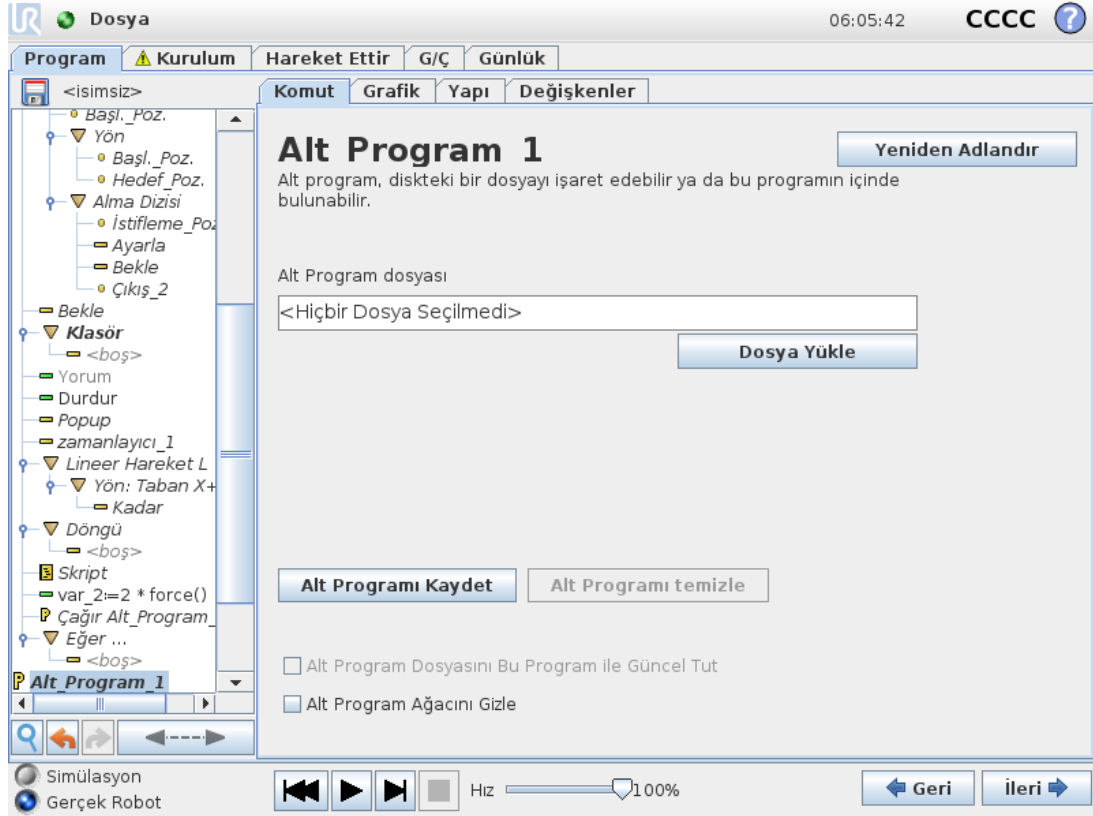 UR Dosya 06:05:42 CCCC ?
Program Kurulum Hareket Ettir G/Ç Günlük
<isimsiz>
Komut Grafik Yapı Değişkenler
Başl._Poz.
Yön
Başl._Poz.
Hedef_Poz.
Alma Dizisi
İstifleme_Poz
Ayarla
Bekle
Çıkış_2
Bekle
Klasör
<boş>
Yorum
Durdur
Popup
zamanlayıcı_1
Lineer Hareket L
Yön: Taban X+
Kadar
Döngü
<boş>
Skript
var_2:=2 * force()
Çağır Alt_Program_
Eğer ...
<boş>
Alt_Program_1
Alt Program 1
Yeniden Adlandır
Alt program, diskteki bir dosyayı işaret edebilir ya da bu programın içinde
bulunabilir.
Alt Program dosyası
<Hiçbir Dosya Seçilmedi>
Dosya Yükle
Alt Programı Kaydet Alt Programı temizle
Alt Program Dosyasını Bu Program ile Güncel Tut
Alt Program Ağacını Gizle
Simülasyon
Gerçek Robot
Hız 100%
Geri İleri